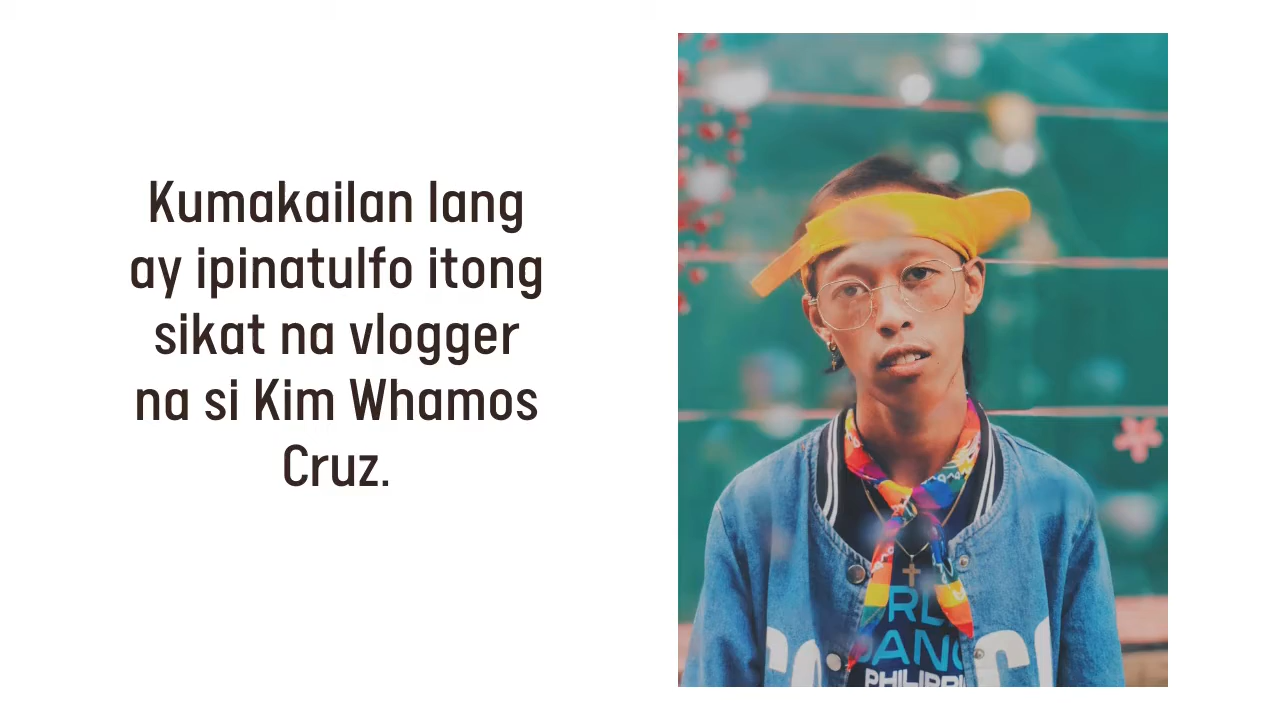 Kumakailan lang
ay ipinatulfo itong
sikat na vlogger
na si Kim Whamos
Cruz.